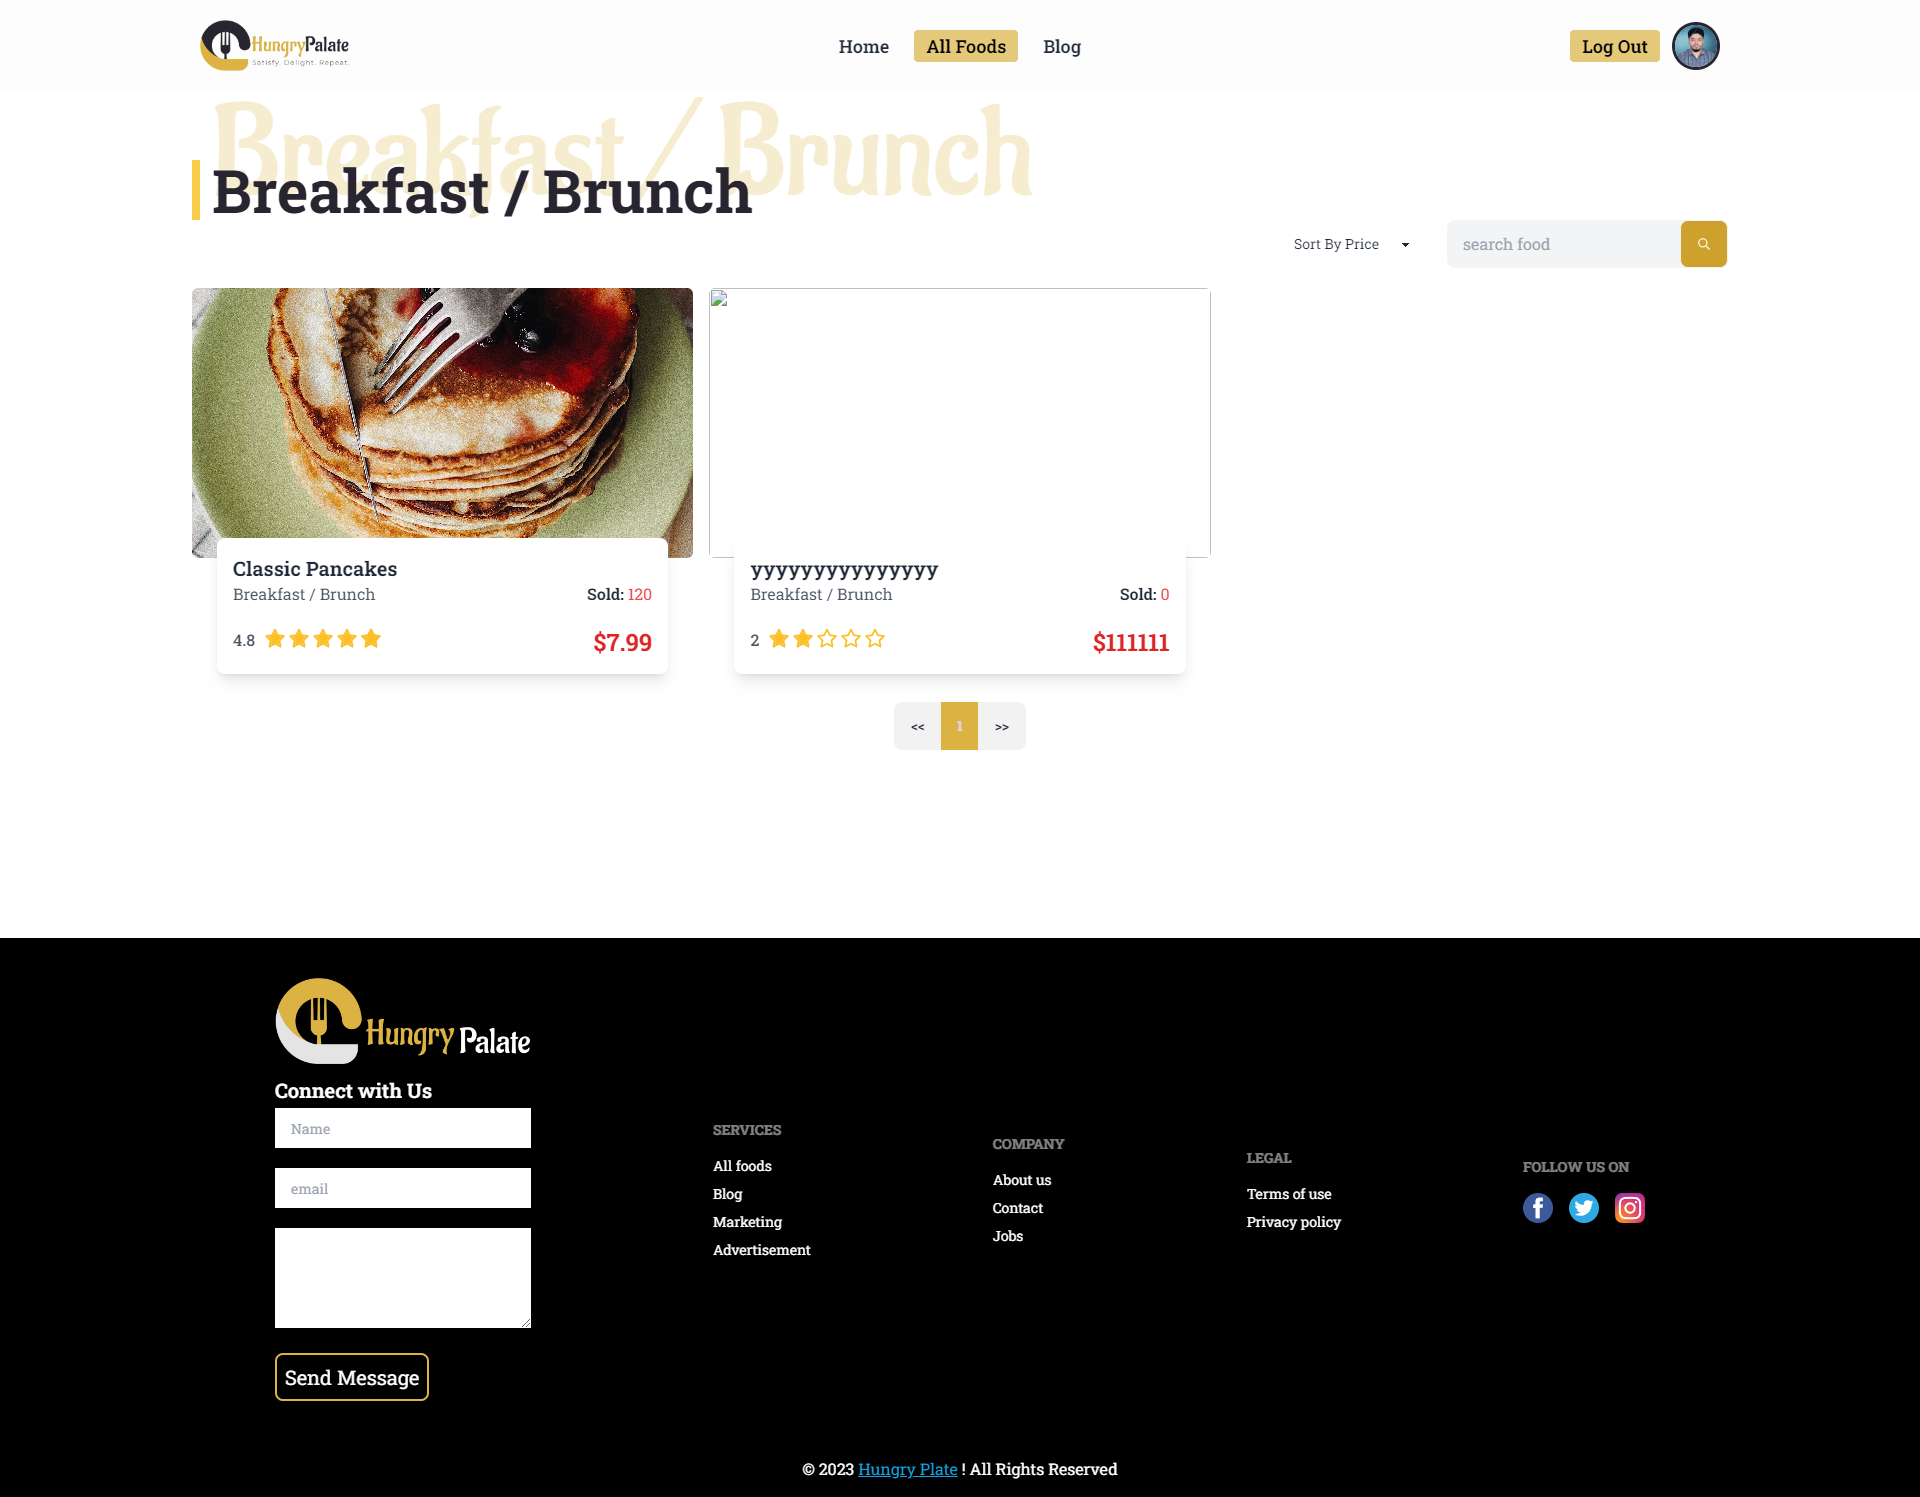 HungryPalate
Satisfy. Delight. Repeat.
Home
All Foods
Blog
Log Out
Breakfast / Brunch
Breakfast / Brunch
Sort By Price
search food
Classic Pancakes
Breakfast / Brunch
Sold: 120
4.8
$7.99
yyyyyyyyyyyyyyy
Breakfast / Brunch
Sold: 0
2
$111111
<<
1
>>
Hungry Palate
Connect with Us
Name
email
Send Message
SERVICES
All foods
Blog
Marketing
Advertisement
COMPANY
About us
Contact
Jobs
LEGAL
Terms of use
Privacy policy
FOLLOW US ON
© 2023 Hungry Plate ! All Rights Reserved